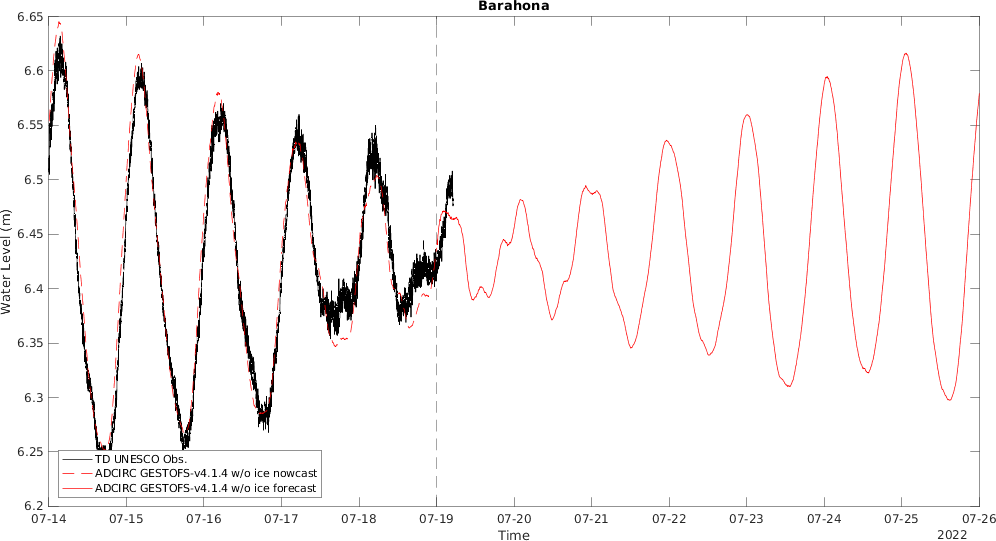 Barahona
Water Level (m)
6.65
6.6
6.55
6.5
6.45
6.4
6.35
6.3
6.25
6.2
TD UNESCO Obs.
ADCIRC GESTOFS-v4.1.4 w/o ice nowcast
ADCIRC GESTOFS-v4.1.4 w/o ice forecast
07-14 07-15 07-16 07-17 07-18 07-19 07-20 07-21 07-22 07-23 07-24 07-25 07-26
Time
2022